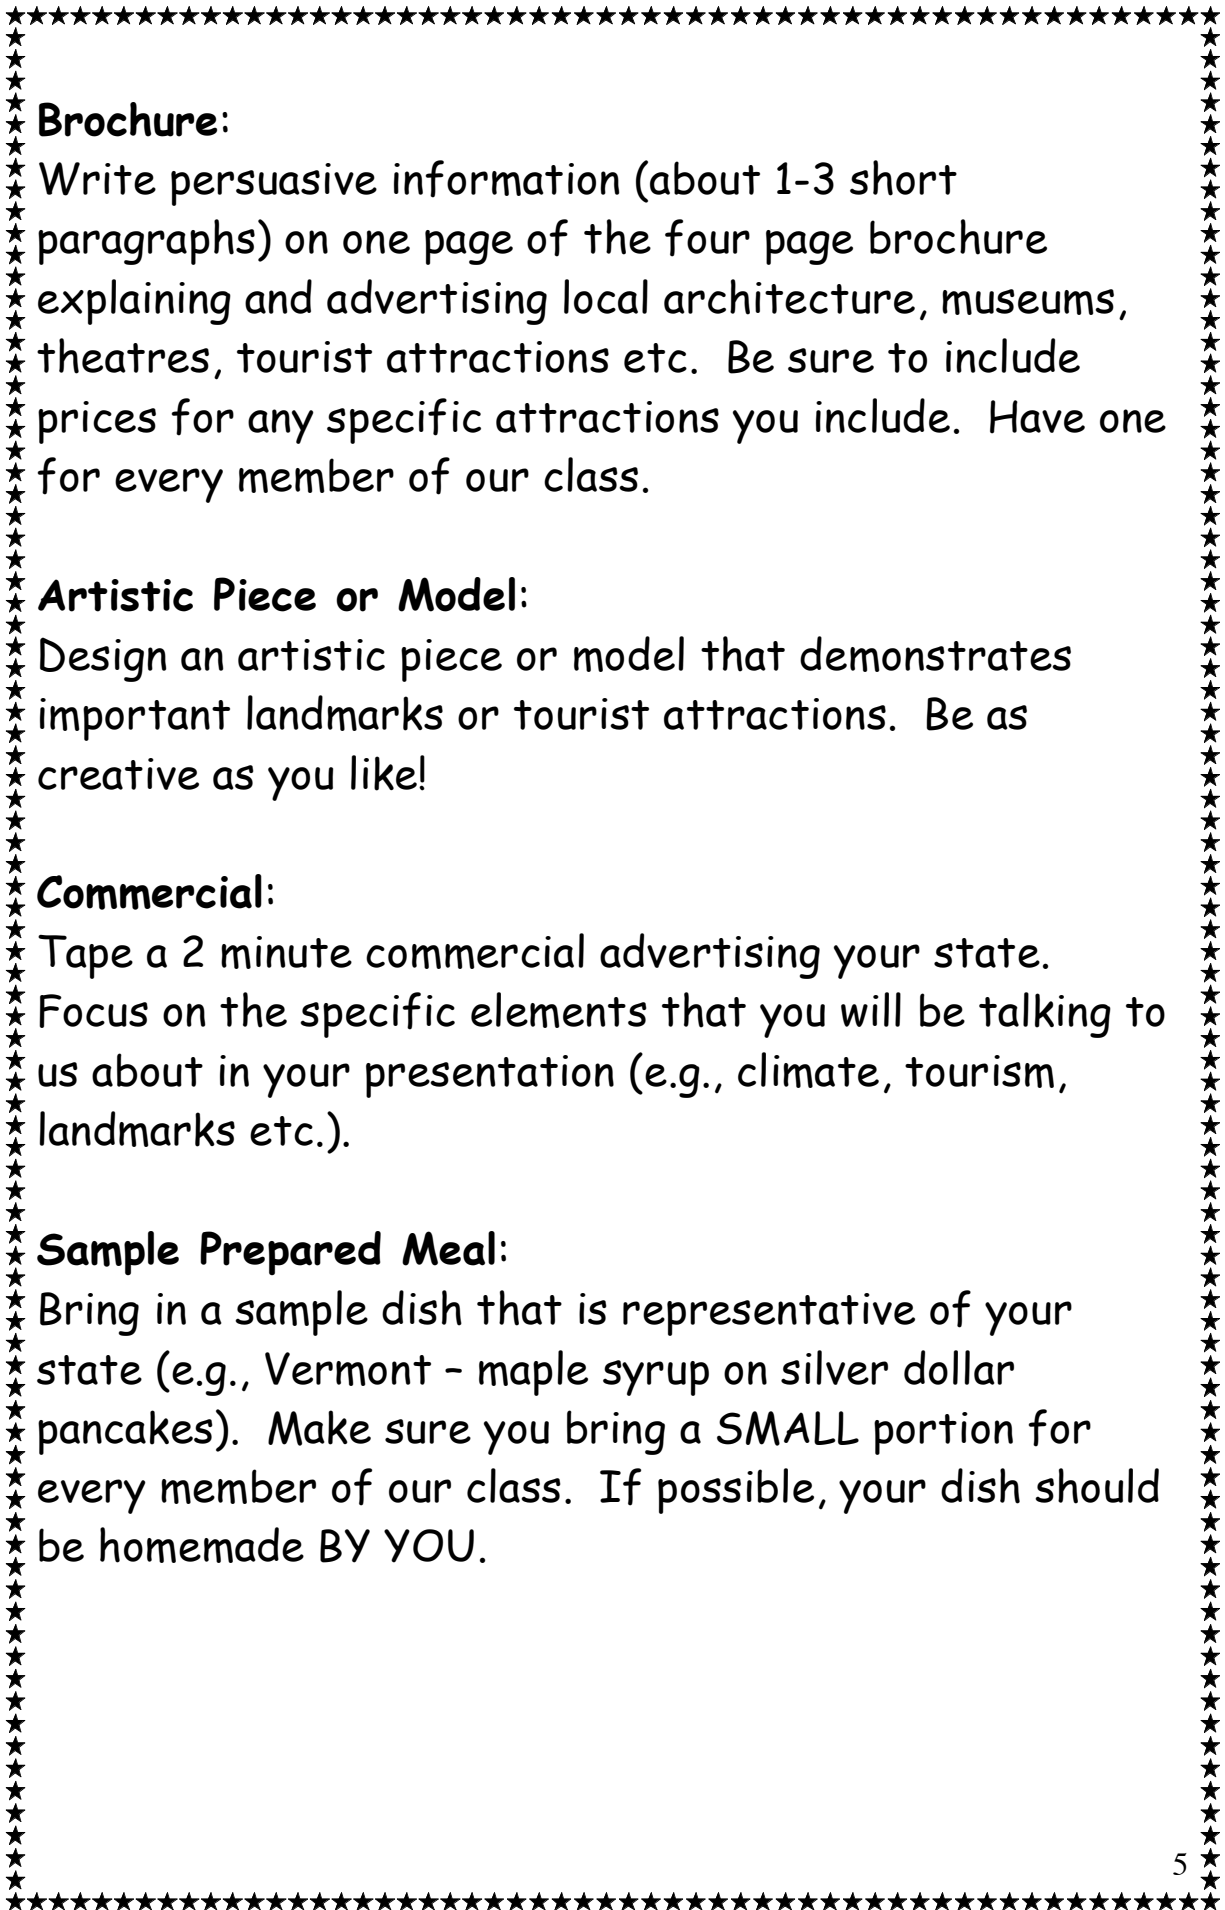 Brochure:
Write persuasive information (about 1-3 short
paragraphs) on one page of the four page brochure
explaining and advertising local architecture, museums,
theatres, tourist attractions etc.  Be sure to include
prices for any specific attractions you include.  Have one
for every member of our class.
Artistic Piece or Model:
Design an artistic piece or model that demonstrates
important landmarks or tourist attractions.  Be as
creative as you like!
Commercial:
Tape a 2 minute commercial advertising your state.
Focus on the specific elements that you will be talking to
us about in your presentation (e.g., climate, tourism,
landmarks etc.).
Sample Prepared Meal:
Bring in a sample dish that is representative of your
state (e.g., Vermont – maple syrup on silver dollar
pancakes).  Make sure you bring a SMALL portion for
every member of our class.  If possible, your dish should
be homemade BY YOU.
5